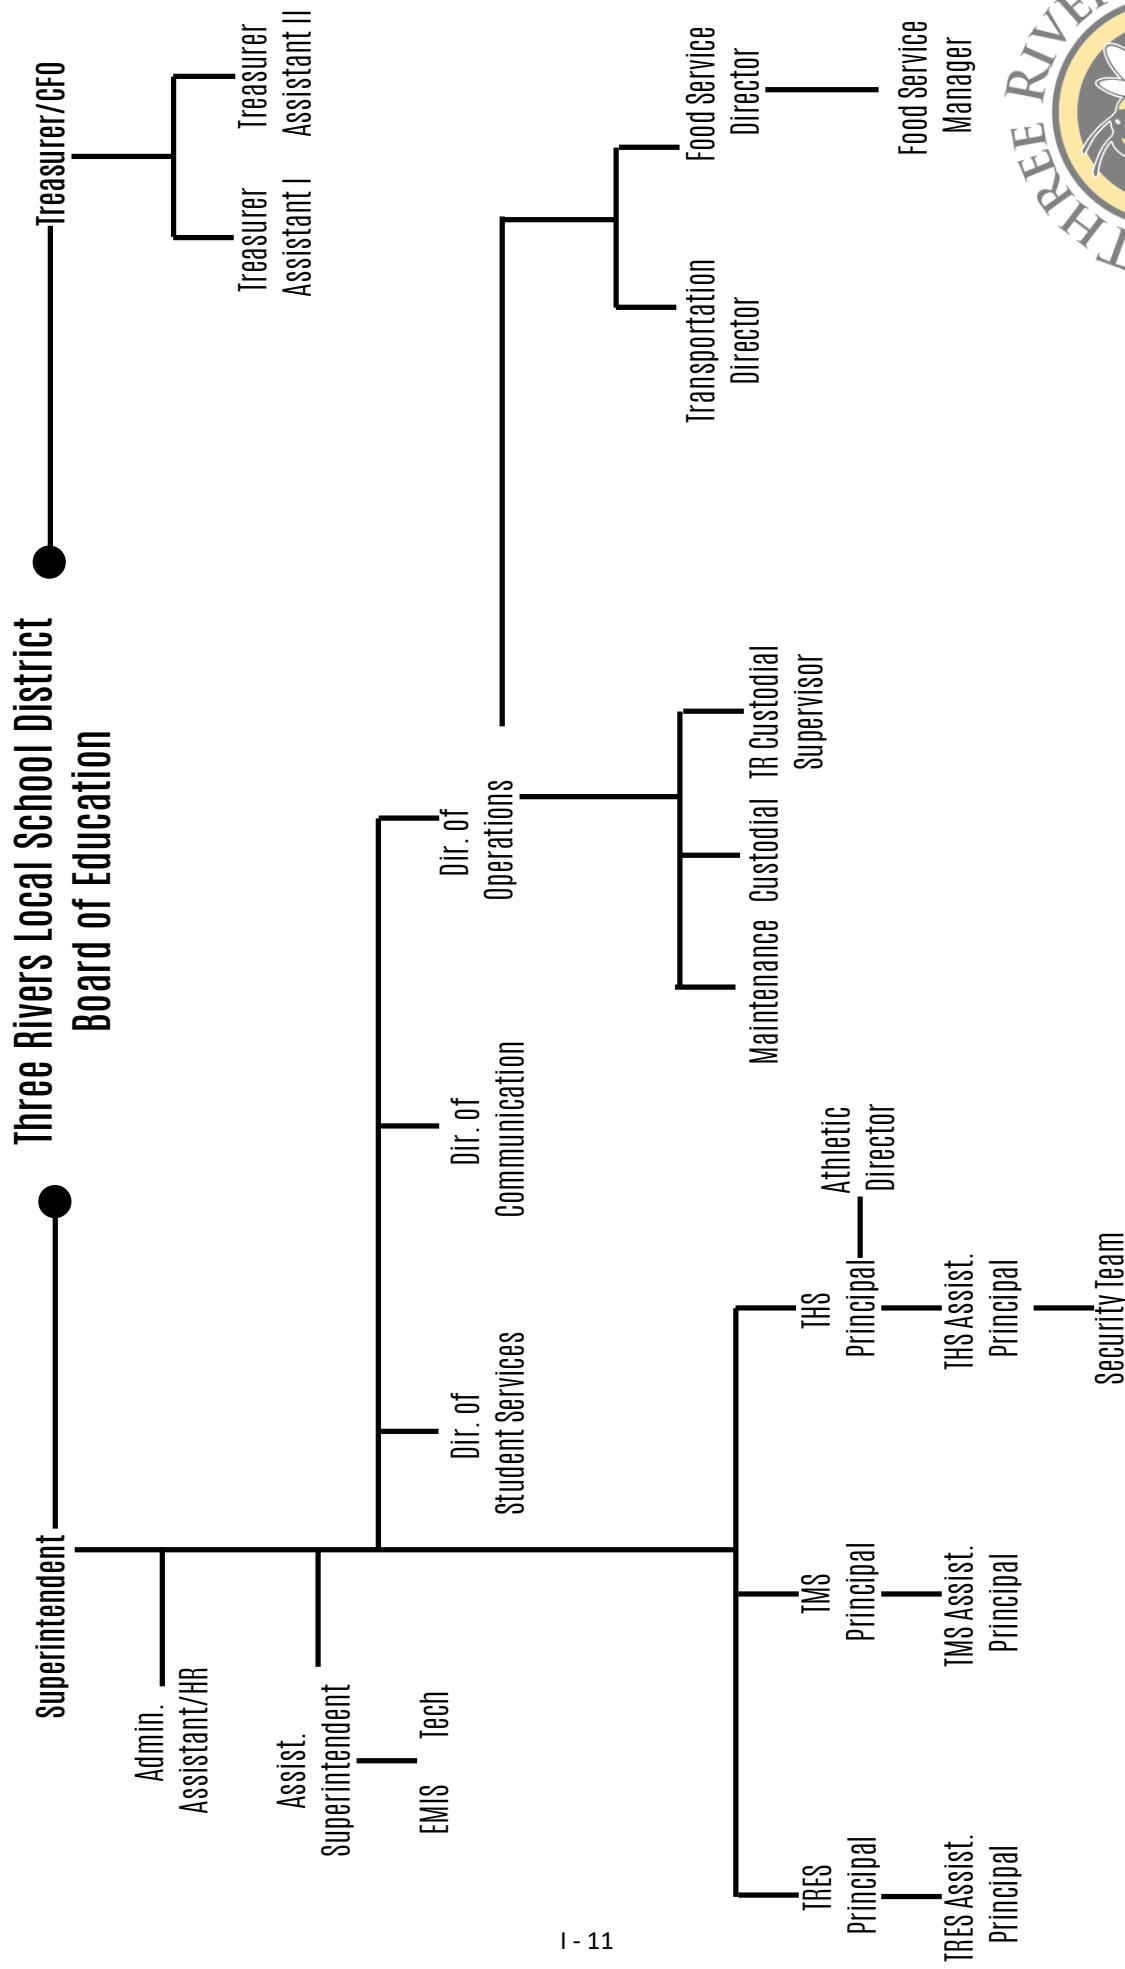 Three Rivers Local School District
Board of Education
Superintendent
Treasurer/CFO
Admin.
Assistant/HR
Treasurer
Assistant I
Treasurer
Assistant II
Assist.
Superintendent
EMIS
Tech
Dir. of
Student Services
Dir. of
Communication
Dir. of
Operations
Transportation
Director
Food Service
Director
Food Service
Manager
Maintenance
Custodial
TR Custodial
Supervisor
TRES
Principal
TRES Assist.
Principal
TMS
Principal
TMS Assist.
Principal
THS
Principal
Athletic
Director
THS Assist.
Principal
Security Team
THREE
I - 11